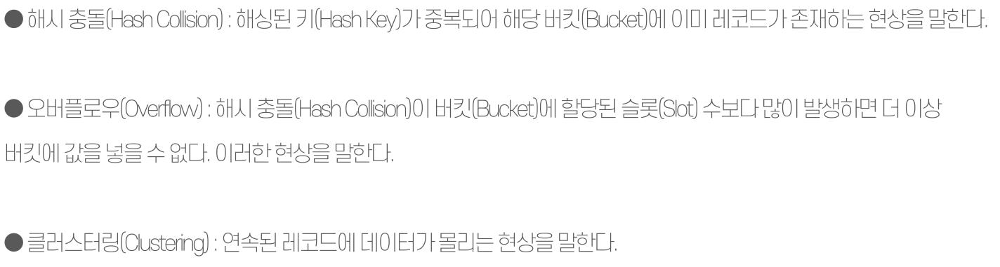 ● 해시 충돌(Hash Collision) : 해싱된 키(Hash Key)가 중복되어 해당 버킷(Bucket)에 이미 레코드가 존재하는 현상을 말한다.
● 오버플로우(Overflow) : 해시 충돌(Hash Collision)이 버킷(Bucket)에 할당된 슬롯(Slot) 수보다 많이 발생하면 더 이상
버킷에 값을 넣을 수 없다. 이러한 현상을 말한다.
● 클러스터링(Clustering) : 연속된 레코드에 데이터가 몰리는 현상을 말한다.